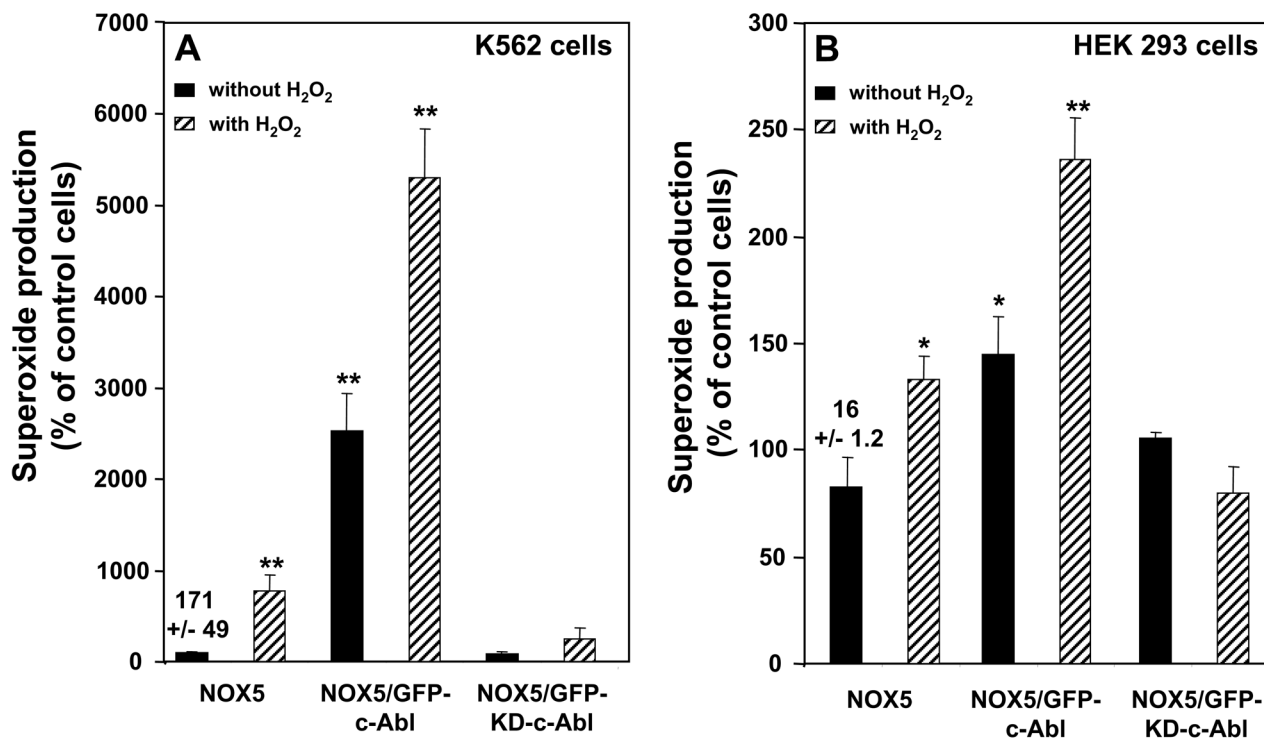 A
K562 cells
without H₂O₂
with H₂O₂
Superoxide production
(% of control cells)
7000
6000
5000
4000
3000
2000
1000
0
171
+/- 49
**
**
**
NOX5
NOX5/GFP-
c-Abl
NOX5/GFP-
KD-c-Abl
B
HEK 293 cells
without H₂O₂
with H₂O₂
Superoxide production
(% of control cells)
300
250
200
150
100
50
0
16
+/- 1.2
*
*
**
NOX5
NOX5/GFP-
c-Abl
NOX5/GFP-
KD-c-Abl